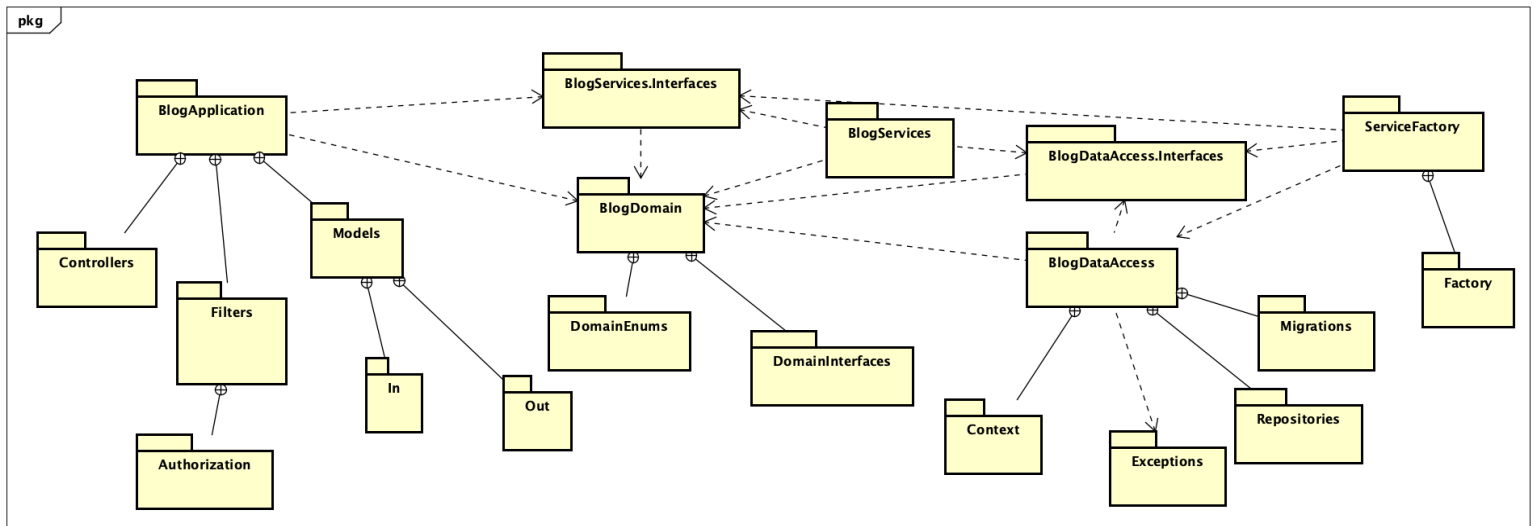 pkg
BlogServices.Interfaces
BlogApplication
ServiceFactory
BlogServices
BlogDataAccess.Interfaces
BlogDomain
Models
Controllers
BlogDataAccess
Factory
Filters
DomainEnums
Migrations
DomainInterfaces
In
Out
Repositories
Context
Authorization
Exceptions